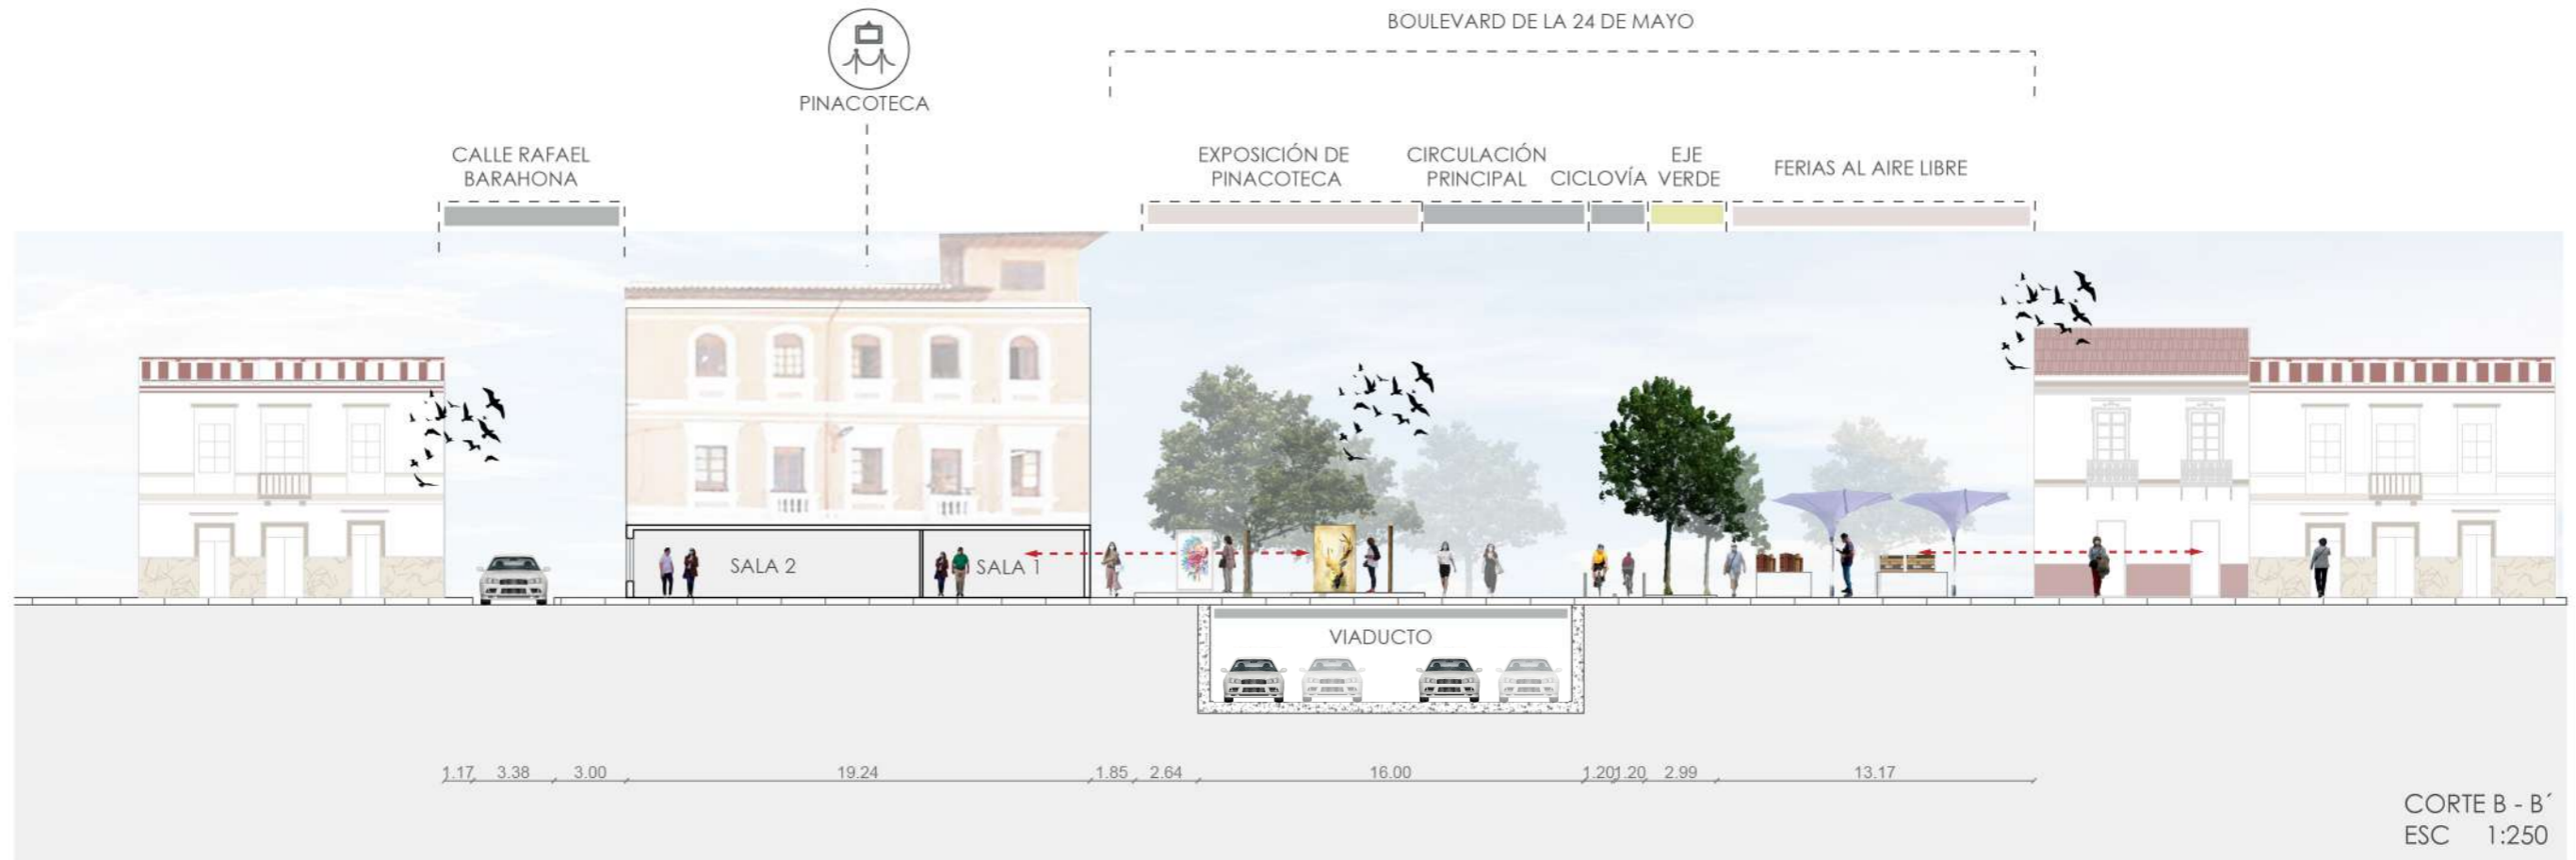 BOULEVARD DE LA 24 DE MAYO
PINACOTECA
CALLE RAFAEL
BARAHONA
EXPOSICIÓN DE
PINACOTECA
CIRCULACIÓN
PRINCIPAL
CICLOVÍA
EJE
VERDE
FERIAS AL AIRE LIBRE
SALA 2
SALA 1
VIADUCTO
1.17 3.38 3.00 19.24 1.85 2.64 16.00 1.20 1.20 2.99 13.17
CORTE B - B´
ESC 1:250